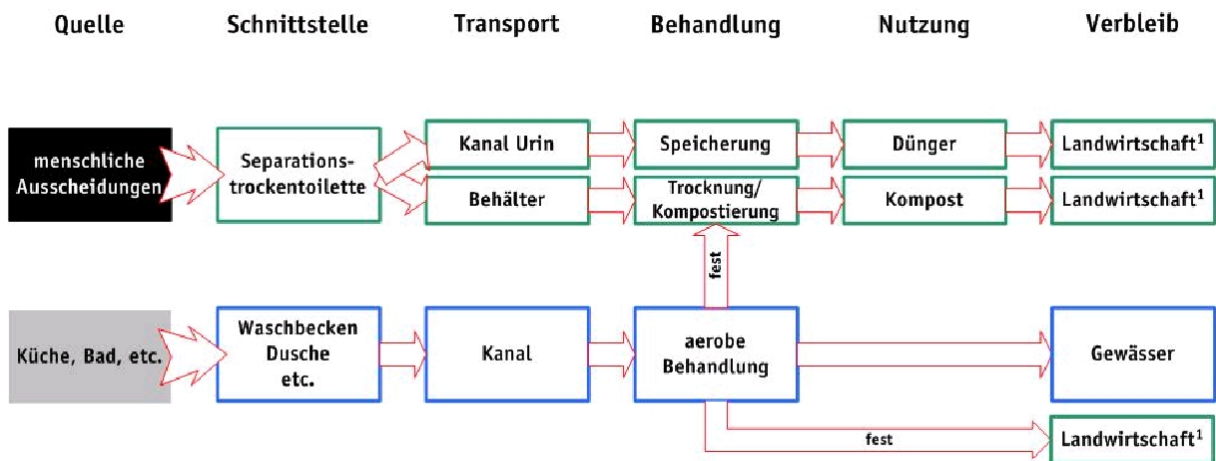 Quelle Schnittstelle Transport Behandlung Nutzung Verbleib
menschliche
Ausscheidungen
Separations-
trockentoilette
Kanal Urin
Speicherung
Dünger
Landwirtschaft¹
Behälter
Trocknung/
Kompostierung
Kompost
Landwirtschaft¹
fest
Küche, Bad, etc.
Waschbecken
Dusche
etc.
Kanal
aerobe
Behandlung
Gewässer
fest
Landwirtschaft¹